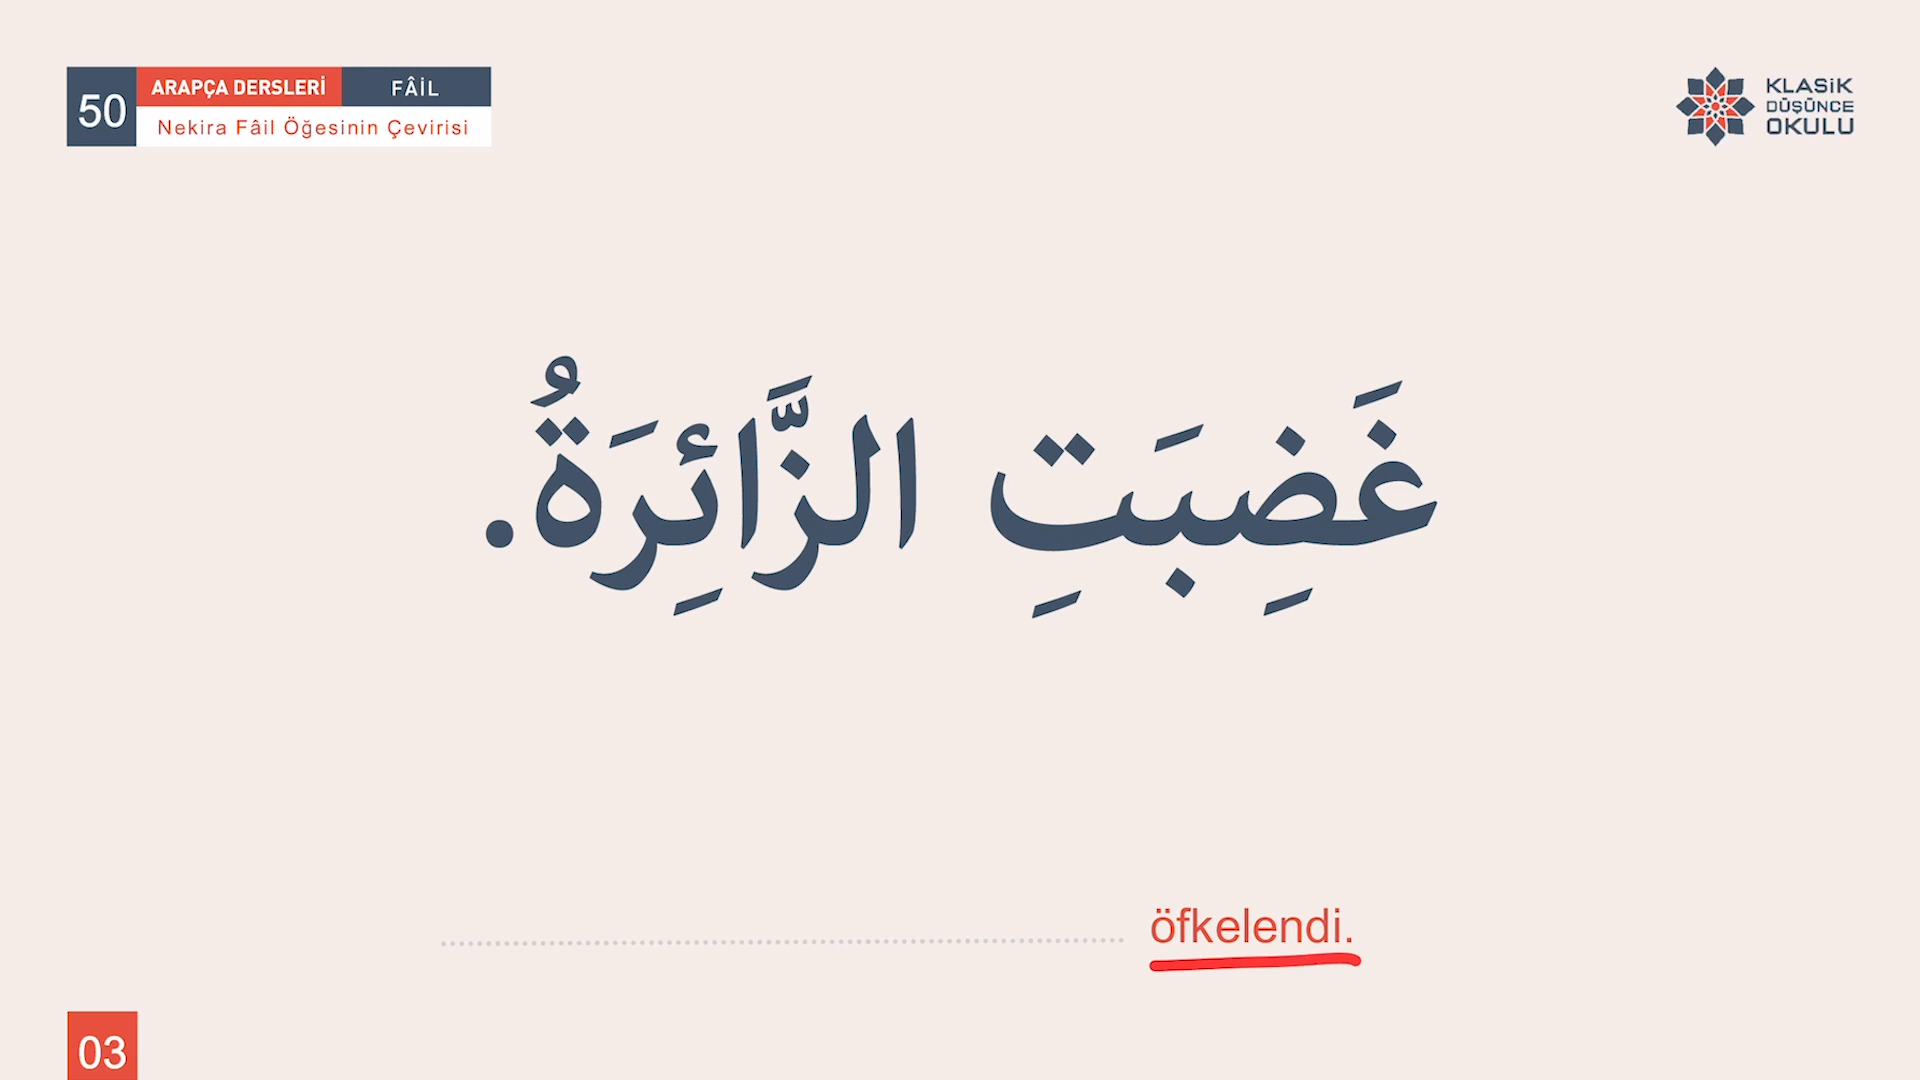 50
ARAPÇA DERSLERİ
FÂİL
Nekira Fâil Öğesinin Çevirisi
KLASİK
DÜŞÜNCE
OKULU
غَضِبَتِ الزَّائِرَةُ.
öfkelendi.
03